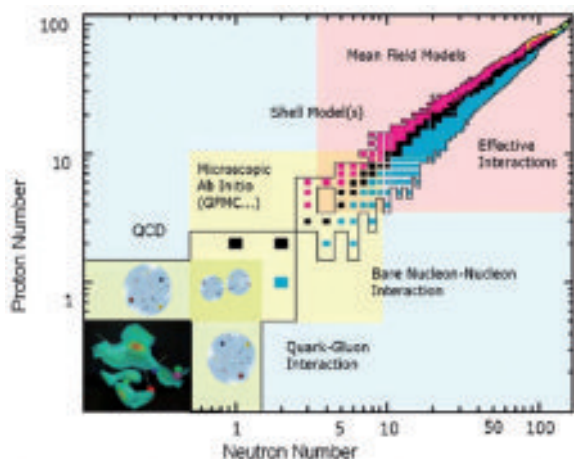 100
Mean Field Models
Shell Model(s)
Effective
Interactions
10
Microscopic
Ab Initio
(QFMC...)
QCD
Proton Number
Bare Nucleon-Nucleon
Interaction
1
Quark-Gluon
Interaction
1
5
10
50
100
Neutron Number